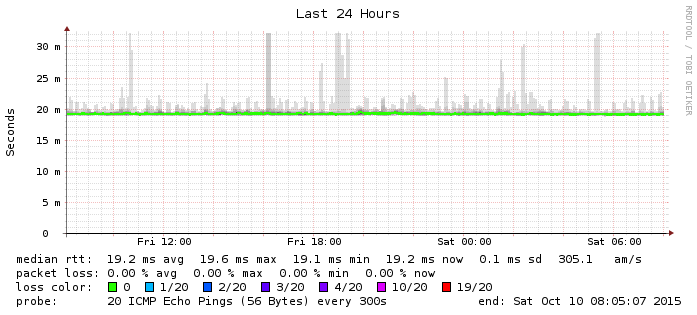 Last 24 Hours
RRDTOOL / TOBI OETIKER
Seconds
30 m
25 m
20 m
15 m
10 m
5 m
0
Fri 12:00 Fri 18:00 Sat 00:00 Sat 06:00
median rtt: 19.2 ms avg 19.6 ms max 19.1 ms min 19.2 ms now 0.1 ms sd 305.1 am/s
packet loss: 0.00 % avg 0.00 % max 0.00 % min 0.00 % now
loss color: 0 1/20 2/20 3/20 4/20 10/20 19/20
probe: 20 ICMP Echo Pings (56 Bytes) every 300s end: Sat Oct 10 08:05:07 2015